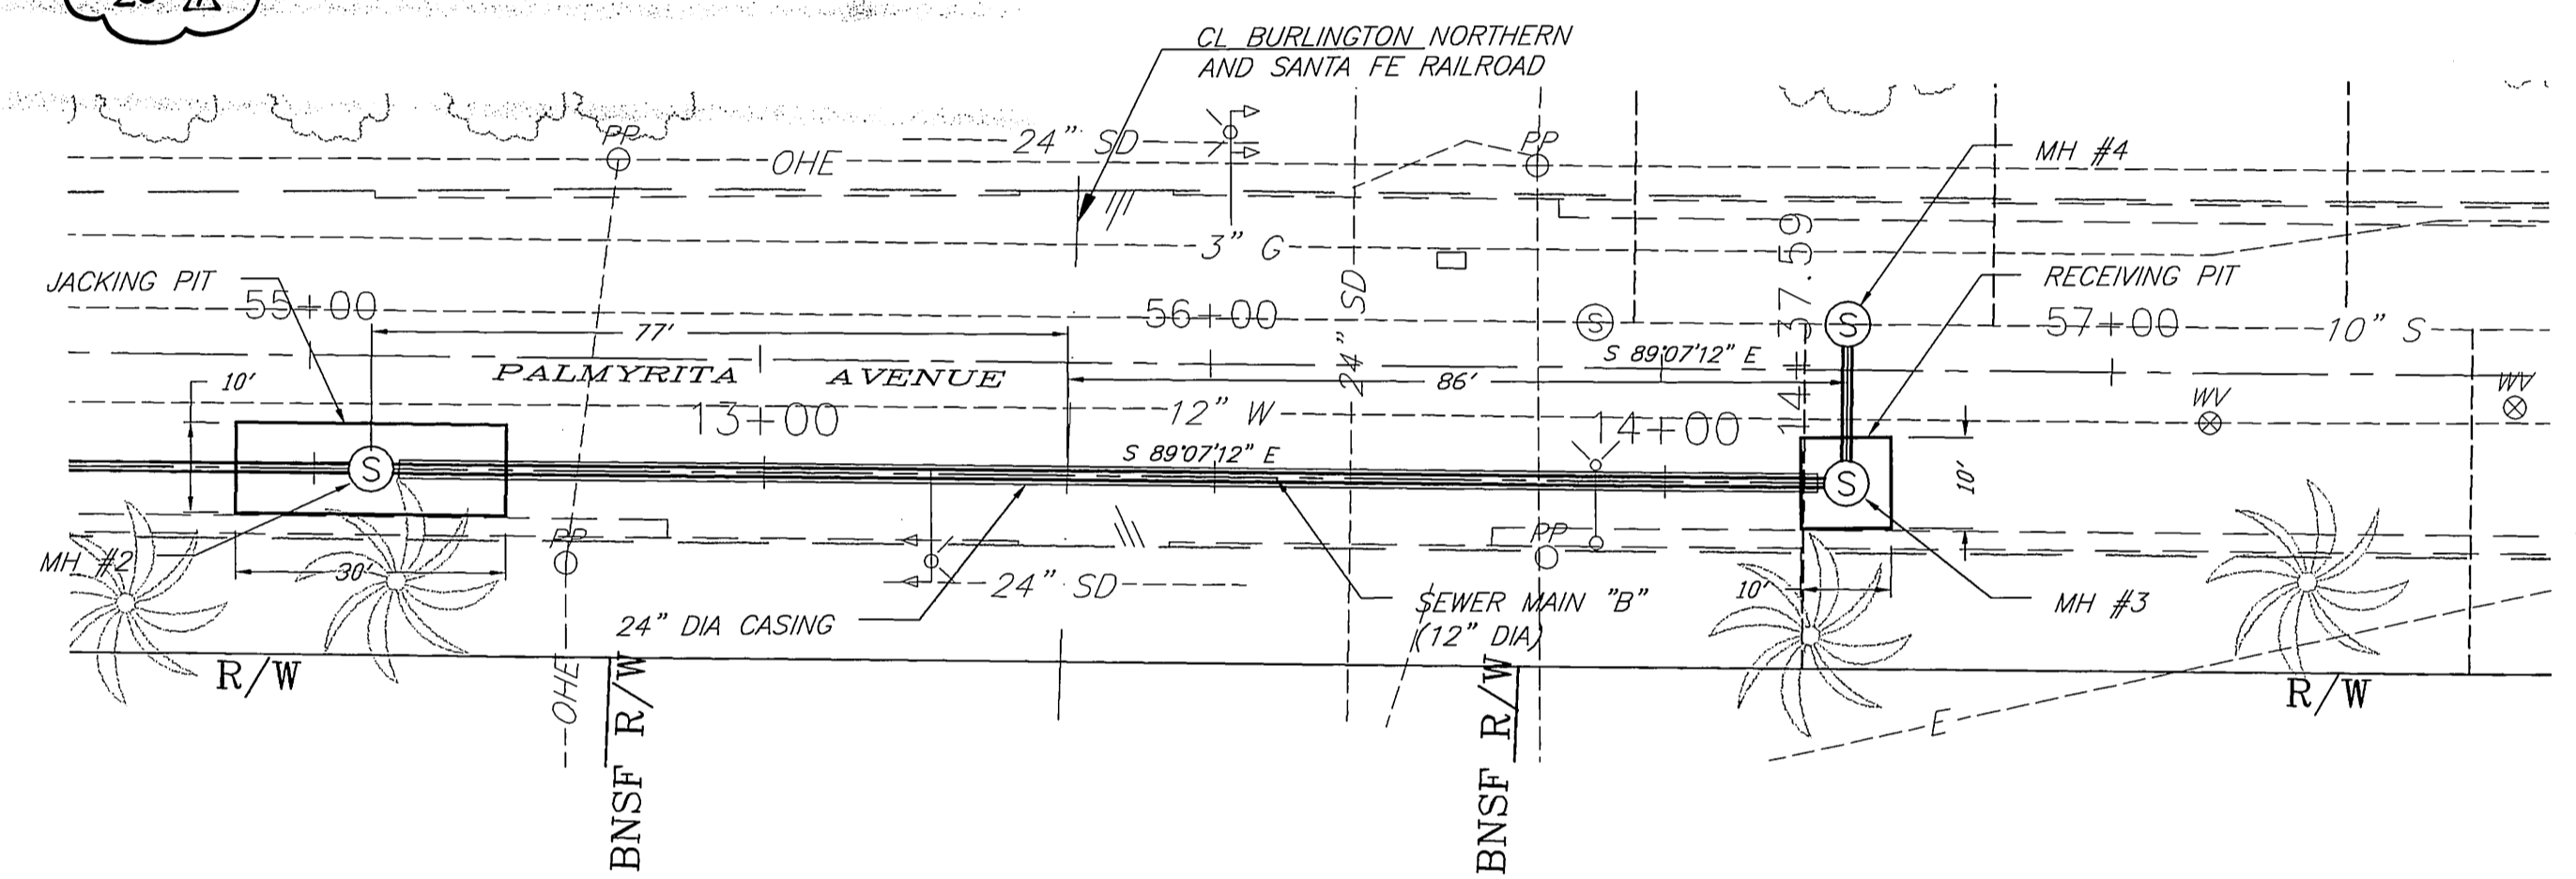 CL BURLINGTON NORTHERN
AND SANTA FE RAILROAD
PP
24" SD
PP
MH #4
OHE
3" G
JACKING PIT
RECEIVING PIT
55+00
56+00
24" SD
14+37.59
57+00
10" S
S
S
77'
S 89°07'12" E
PALMYRITA AVENUE
86'
10'
WV
WV
13+00
12" W
14+00
S 89°07'12" E
S
S
10'
MH #2
30'
PP
PP
24" SD
10'
24" DIA CASING
SEWER MAIN "B"
(12" DIA)
MH #3
R/W
OHE
BNSF R/W
BNSF R/W
E
R/W